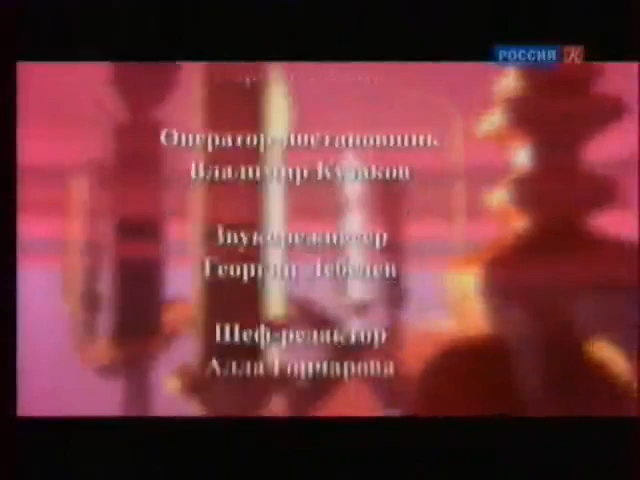 РОССИЯ К
Оператор-постановщик
Владимир
Звукорежиссер
Георгий Лебедев
Шеф-редактор
Алла Гончарова